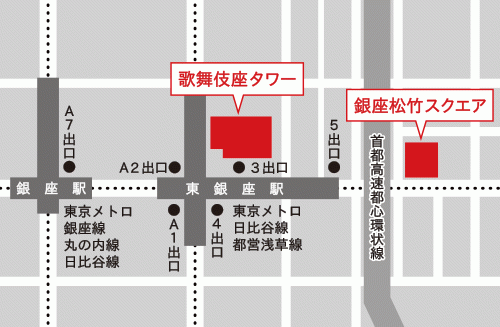 歌舞伎座タワー
銀座松竹スクエア
A7出口
A2出口
3出口
5出口
首都高速都心環状線
銀座駅
東銀座駅
東京メトロ
銀座線
丸の内線
日比谷線
A1出口
4出口
東京メトロ
日比谷線
都営浅草線